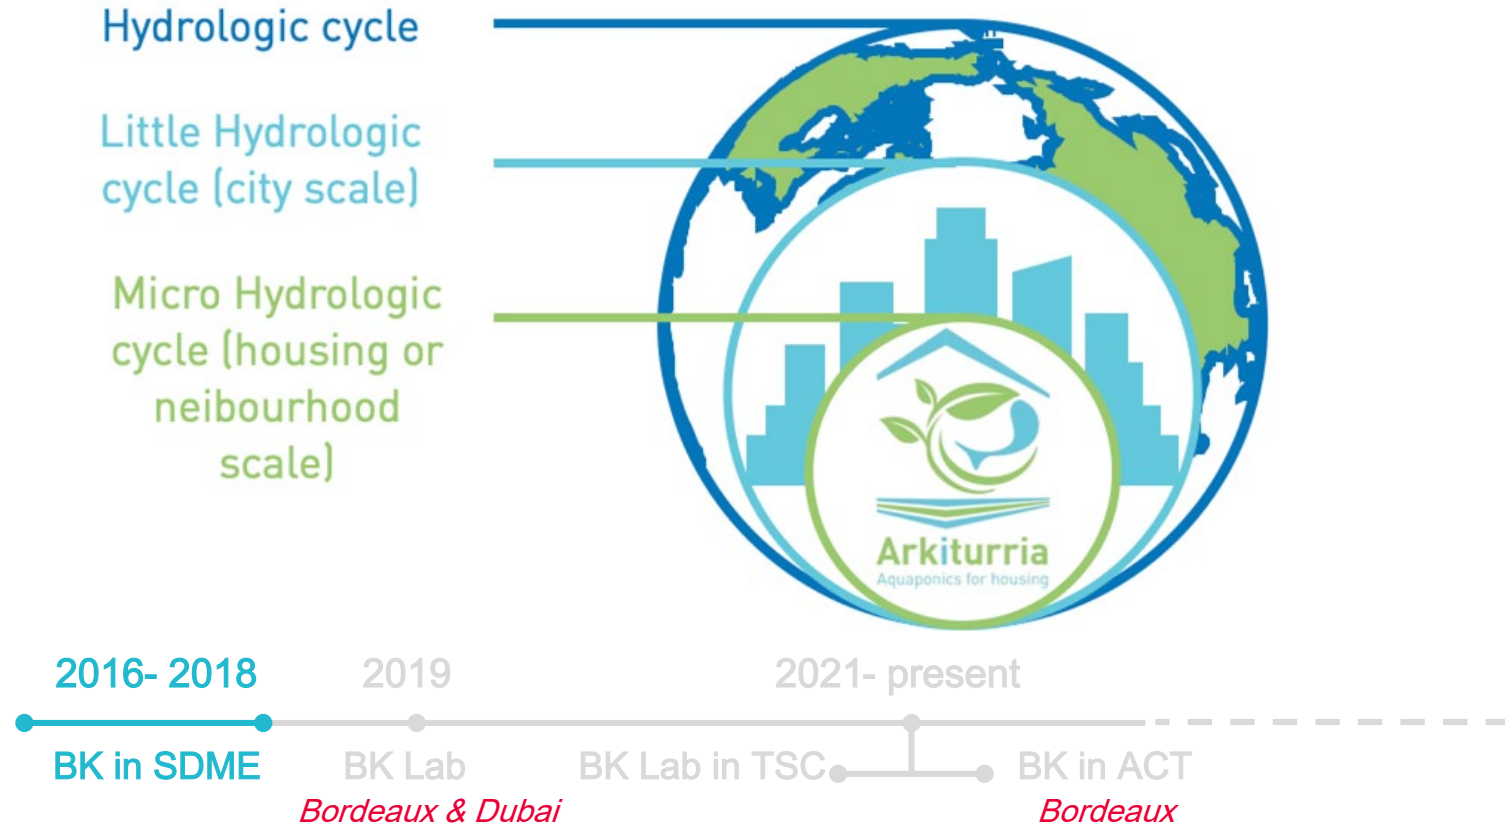 Hydrologic cycle
Little Hydrologic
cycle (city scale)
Micro Hydrologic
cycle (housing or
neibourhood
scale)
Arkiturria
Aquaponics for housing
2016- 2018
2019
2021- present
BK in SDME
BK Lab
BK Lab in TSC
BK in ACT
Bordeaux & Dubai
Bordeaux